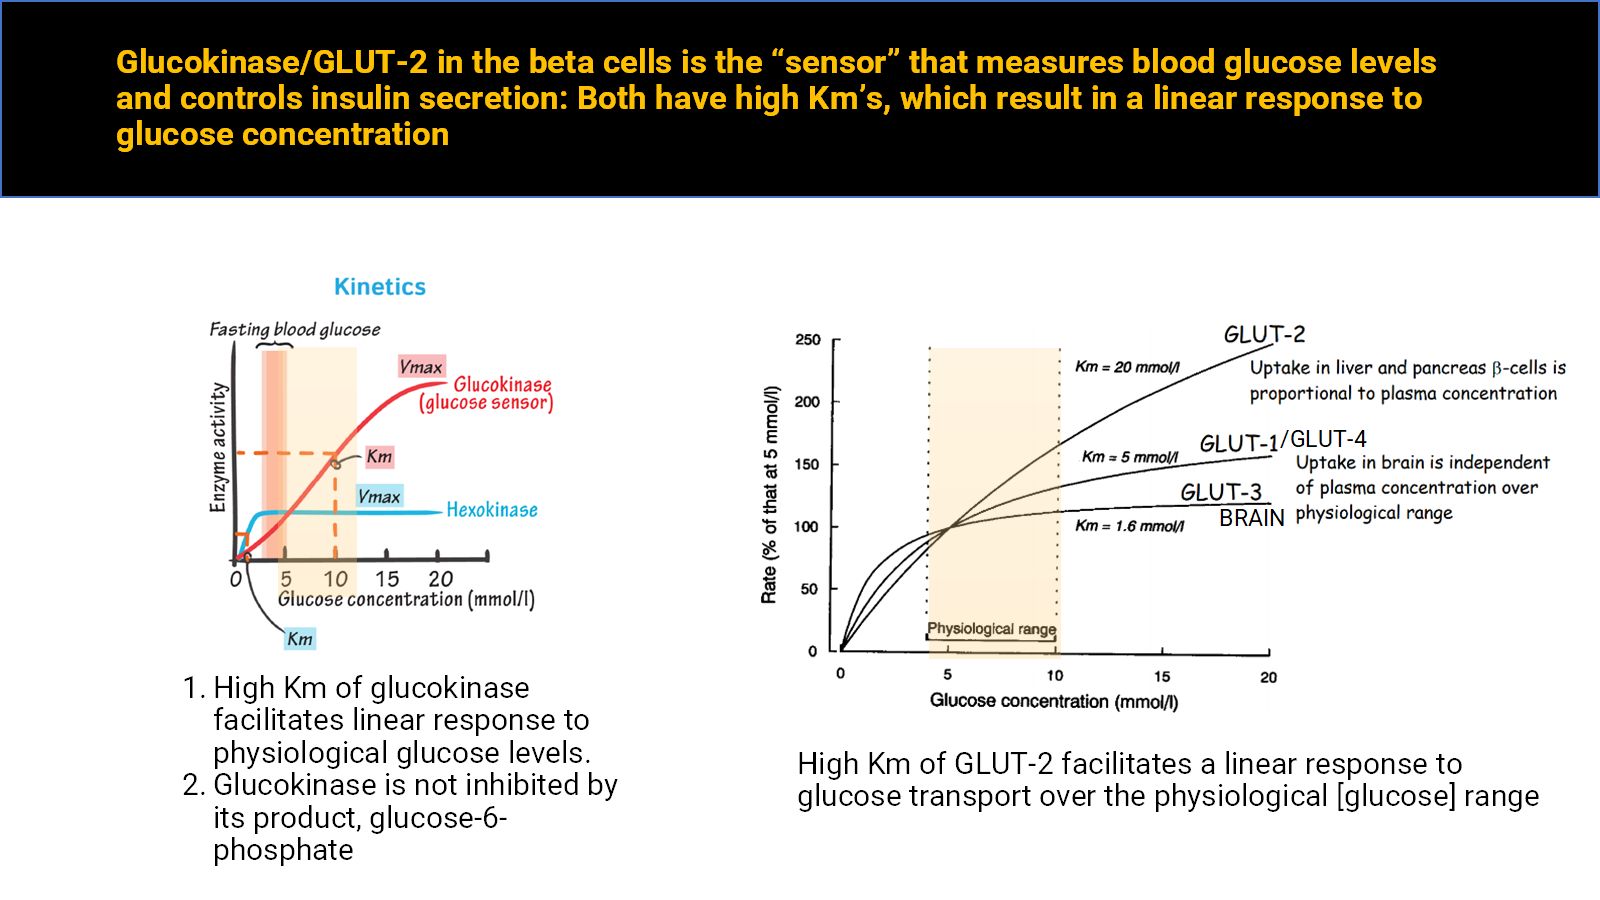 Glucokinase/GLUT-2 in the beta cells is the “sensor” that measures blood glucose levels
and controls insulin secretion: Both have high Km’s, which result in a linear response to
glucose concentration
Kinetics
Fasting blood glucose
Enzyme activity
Vmax
Glucokinase
(glucose sensor)
Km
Vmax
Hexokinase
0 5 10 15 20
Glucose concentration (mmol/l)
Km
1. High Km of glucokinase
facilitates linear response to
physiological glucose levels.
2. Glucokinase is not inhibited by
its product, glucose-6-
phosphate
Rate (% of that at 5 mmol/l)
250
200
150
100
50
0
GLUT-2
Km = 20 mmol/l
Uptake in liver and pancreas β-cells is
proportional to plasma concentration
GLUT-1/GLUT-4
Km = 5 mmol/l
Uptake in brain is independent
of plasma concentration over
physiological range
GLUT-3
BRAIN
Km = 1.6 mmol/l
Physiological range
0 5 10 15 20
Glucose concentration (mmol/l)
High Km of GLUT-2 facilitates a linear response to
glucose transport over the physiological [glucose] range